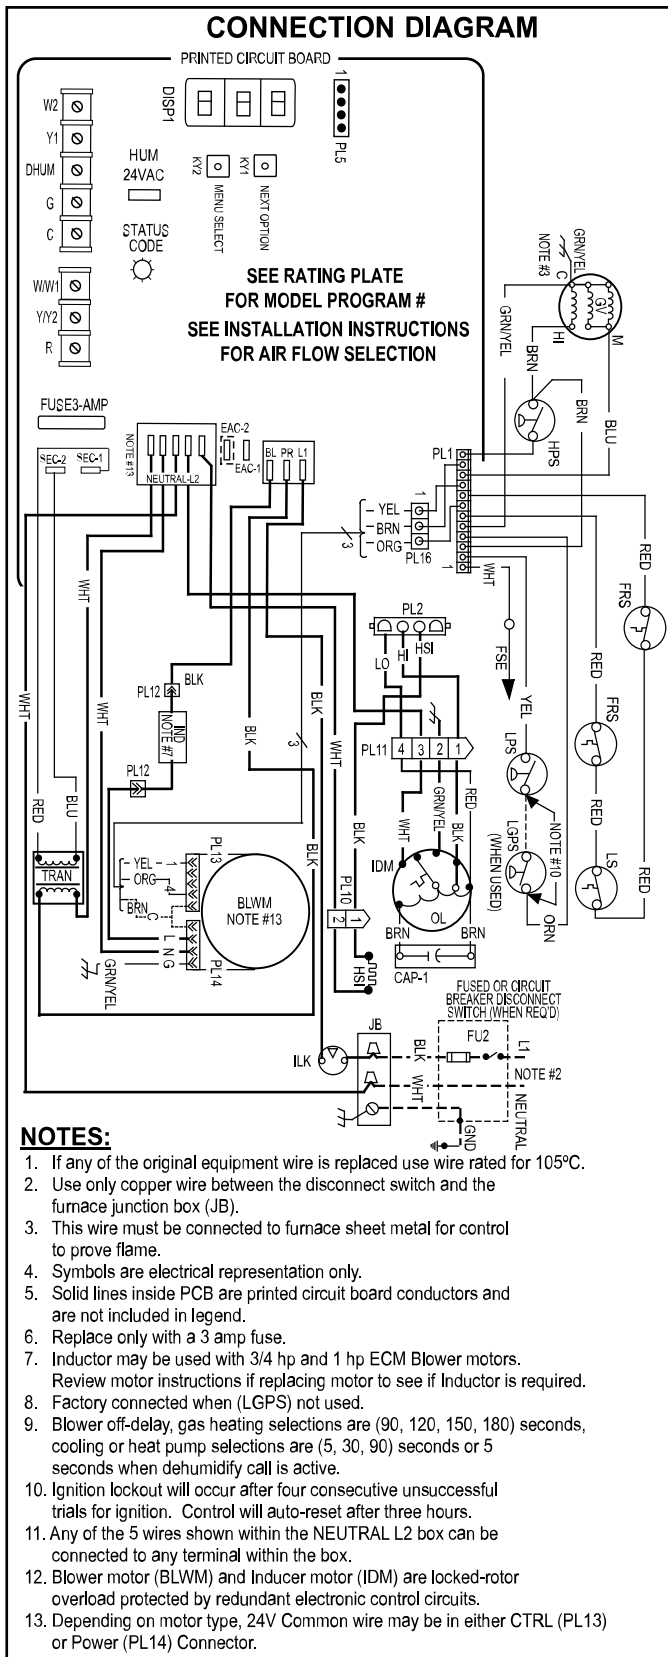 CONNECTION DIAGRAM
PRINTED CIRCUIT BOARD
DISP1
1
PL5
W2
Y1
DHUM
G
C
HUM
24VAC
KY2
MENU SELECT
KY1
NEXT OPTION
STATUS
CODE
W/W1
Y/Y2
R
SEE RATING PLATE
FOR MODEL PROGRAM #
SEE INSTALLATION INSTRUCTIONS
FOR AIR FLOW SELECTION
GRN/YEL
NOTE #3
C
GV
HI
M
GRN/YEL
BRN
BRN
BLU
HPS
FUSE3-AMP
SEC-2
SEC-1
NOTE #13
NEUTRAL-L2
EAC-2
EAC-1
BL PR L1
PL1
1
YEL
BRN
ORG
PL16
3
1
WHT
FSE
RED
FRS
WHT
WHT
WHT
PL2
LO
HI
HSI
PL12
BLK
IND
NOTE #7
PL12
BLK
BLK
3
WHT
PL11
4 3 2 1
YEL
RED
FRS
LPS
RED
RED
BLU
TRAN
WHT
GRN/YEL
BLK
RED
BLK
BLK
NOTE #10
LGPS
(WHEN USED)
RED
LS
RED
ORN
YEL
ORG
BRN
1
4
C
PL13
BLWM
NOTE #13
L N G
PL14
GRN/YEL
PL10
2 1
HSI
IDM
OL
BRN
BRN
CAP-1
FUSED OR CIRCUIT
BREAKER DISCONNECT
SWITCH (WHEN REQ'D)
JB
ILK
BLK
FU2
L1
WHT
NOTE #2
NEUTRAL
GND
NOTES:
1. If any of the original equipment wire is replaced use wire rated for 105ºC.
2. Use only copper wire between the disconnect switch and the
furnace junction box (JB).
3. This wire must be connected to furnace sheet metal for control
to prove flame.
4. Symbols are electrical representation only.
5. Solid lines inside PCB are printed circuit board conductors and
are not included in legend.
6. Replace only with a 3 amp fuse.
7. Inductor may be used with 3/4 hp and 1 hp ECM Blower motors.
Review motor instructions if replacing motor to see if Inductor is required.
8. Factory connected when (LGPS) not used.
9. Blower off-delay, gas heating selections are (90, 120, 150, 180) seconds,
cooling or heat pump selections are (5, 30, 90) seconds or 5
seconds when dehumidify call is active.
10. Ignition lockout will occur after four consecutive unsuccessful
trials for ignition. Control will auto-reset after three hours.
11. Any of the 5 wires shown within the NEUTRAL L2 box can be
connected to any terminal within the box.
12. Blower motor (BLWM) and Inducer motor (IDM) are locked-rotor
overload protected by redundant electronic control circuits.
13. Depending on motor type, 24V Common wire may be in either CTRL (PL13)
or Power (PL14) Connector.